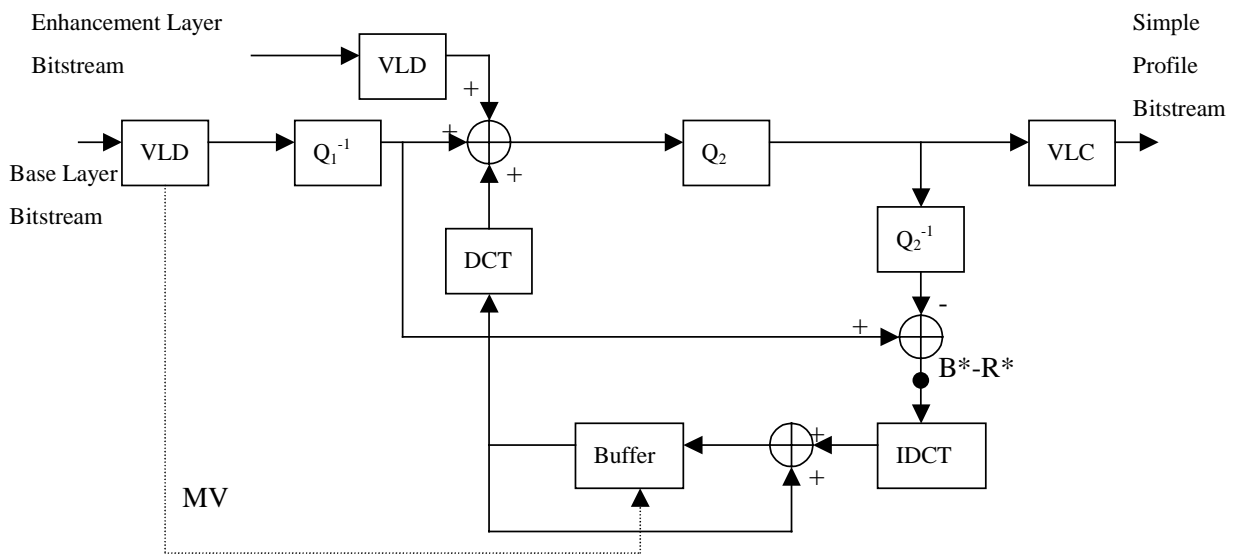 Enhancement Layer
Bitstream
VLD
+
Simple
Profile
Bitstream
VLD
Q₁⁻¹
+
Q₂
VLC
Base Layer
Bitstream
+
DCT
Q₂⁻¹
-
+
B*-R*
Buffer
+
IDCT
+
MV